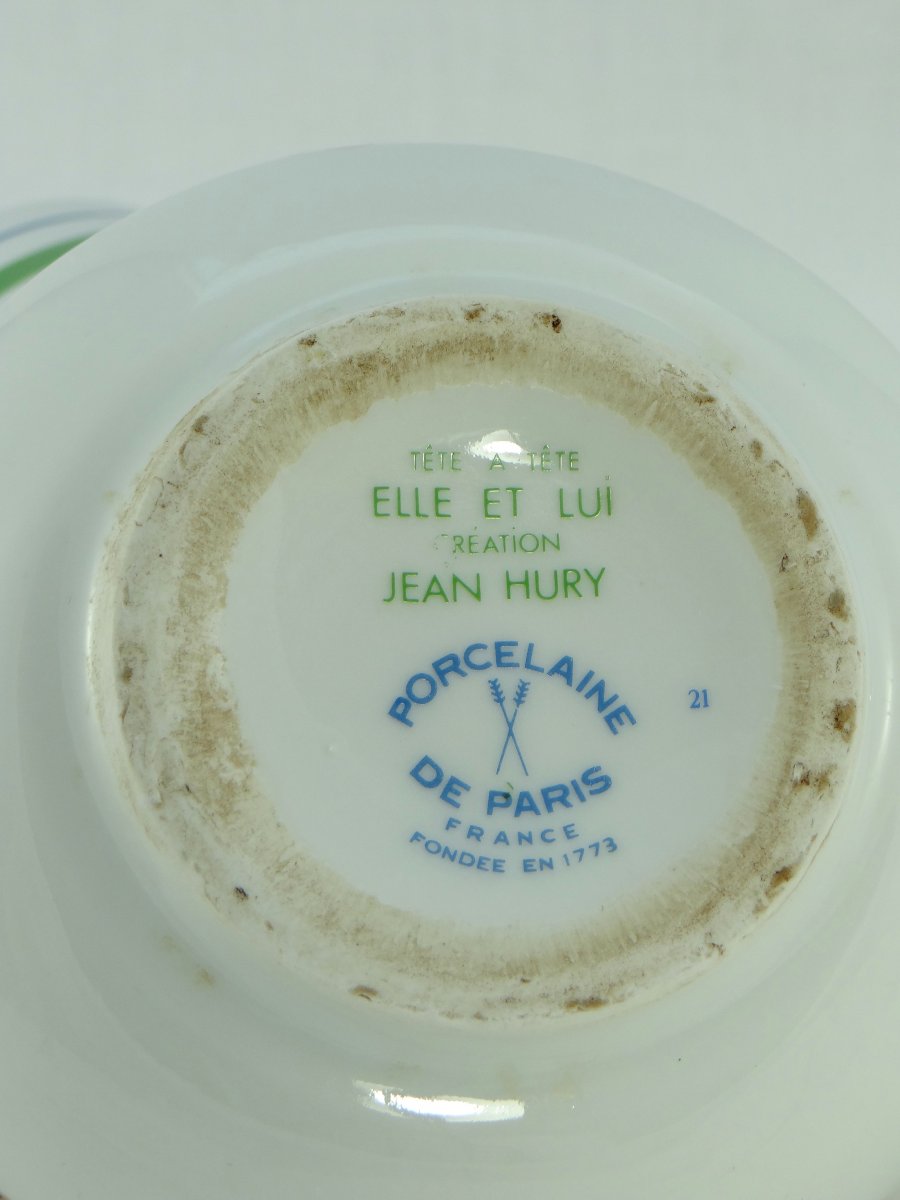 TÊTE A TÊTE
ELLE ET LUI
CRÉATION
JEAN HURY
PORCELAINE
DE PARIS
FRANCE
FONDEE EN 1773
21